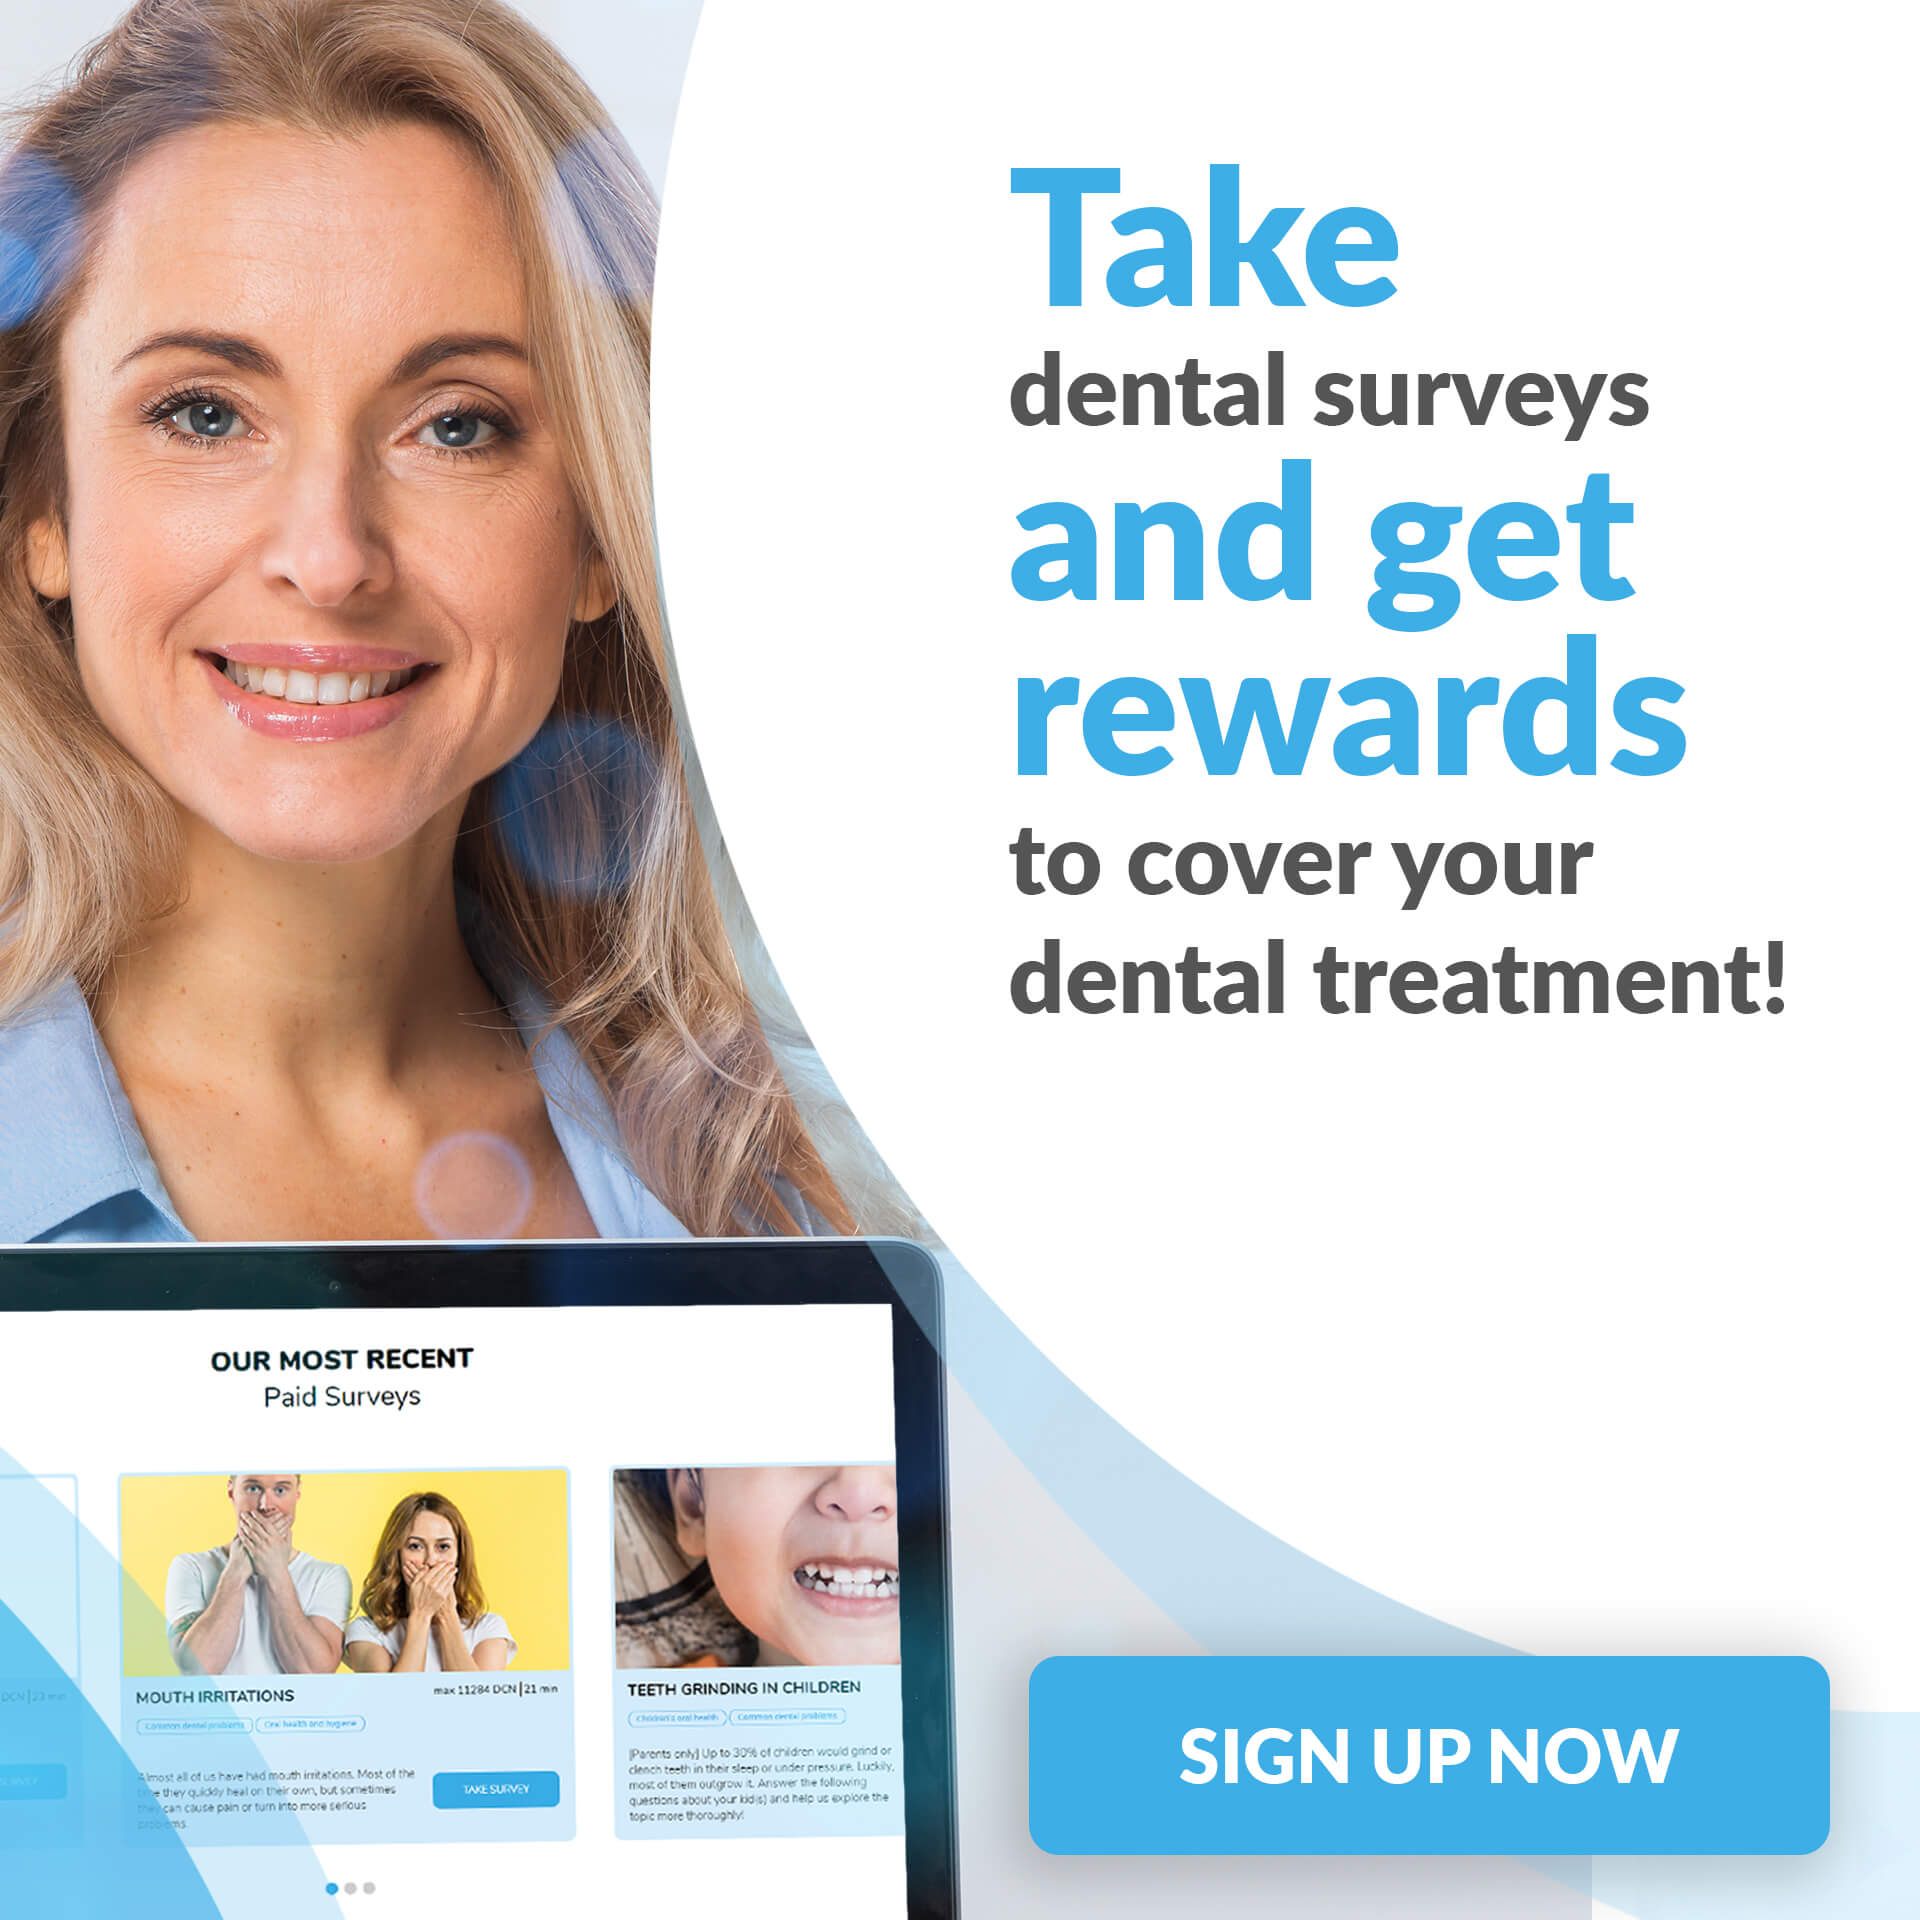 Take
dental surveys
and get
rewards
to cover your
dental treatment!
OUR MOST RECENT
Paid Surveys
DCN | 23 min
SURVEY
MOUTH IRRITATIONS
max 11284 DCN | 21 min
Common dental problems
Oral health and hygiene
Almost all of us have had mouth irritations. Most of the
time they quickly heal on their own, but sometimes
they can cause pain or turn into more serious
problems.
TAKE SURVEY
TEETH GRINDING IN CHILDREN
Children's oral health
Common dental problems
[Parents only] Up to 30% of children would grind or
clench teeth in their sleep or under pressure. Luckily,
most of them outgrow it. Answer the following
questions about your kid(s) and help us explore the
topic more thoroughly!
SIGN UP NOW